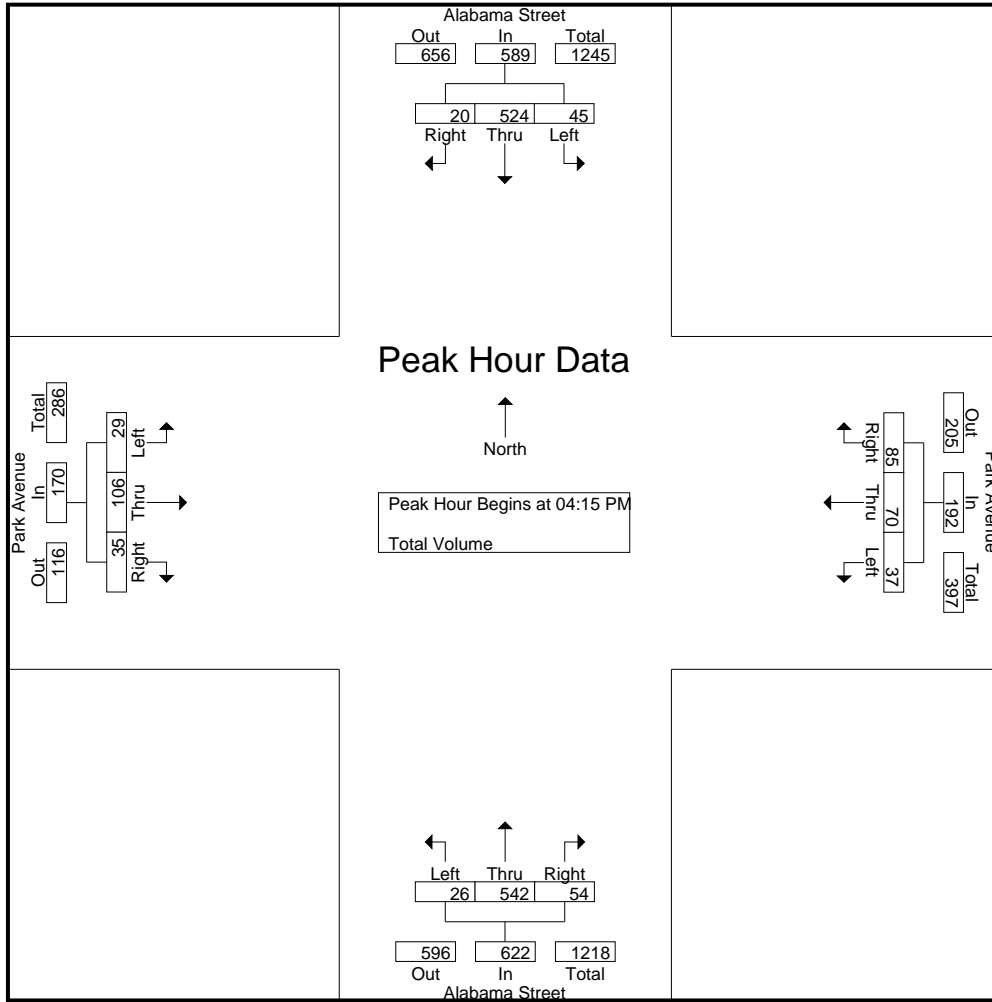 Alabama Street
Out In Total
656 589 1245
20 524 45
Right Thru Left
Peak Hour Data
North
Peak Hour Begins at 04:15 PM
Total Volume
Park Avenue
Total In Out
286 170 116
29 106 35
Left Thru Right
Park Avenue
Out In Total
205 192 397
85 70 37
Right Thru Left
Left Thru Right
26 542 54
596 622 1218
Out In Total
Alabama Street